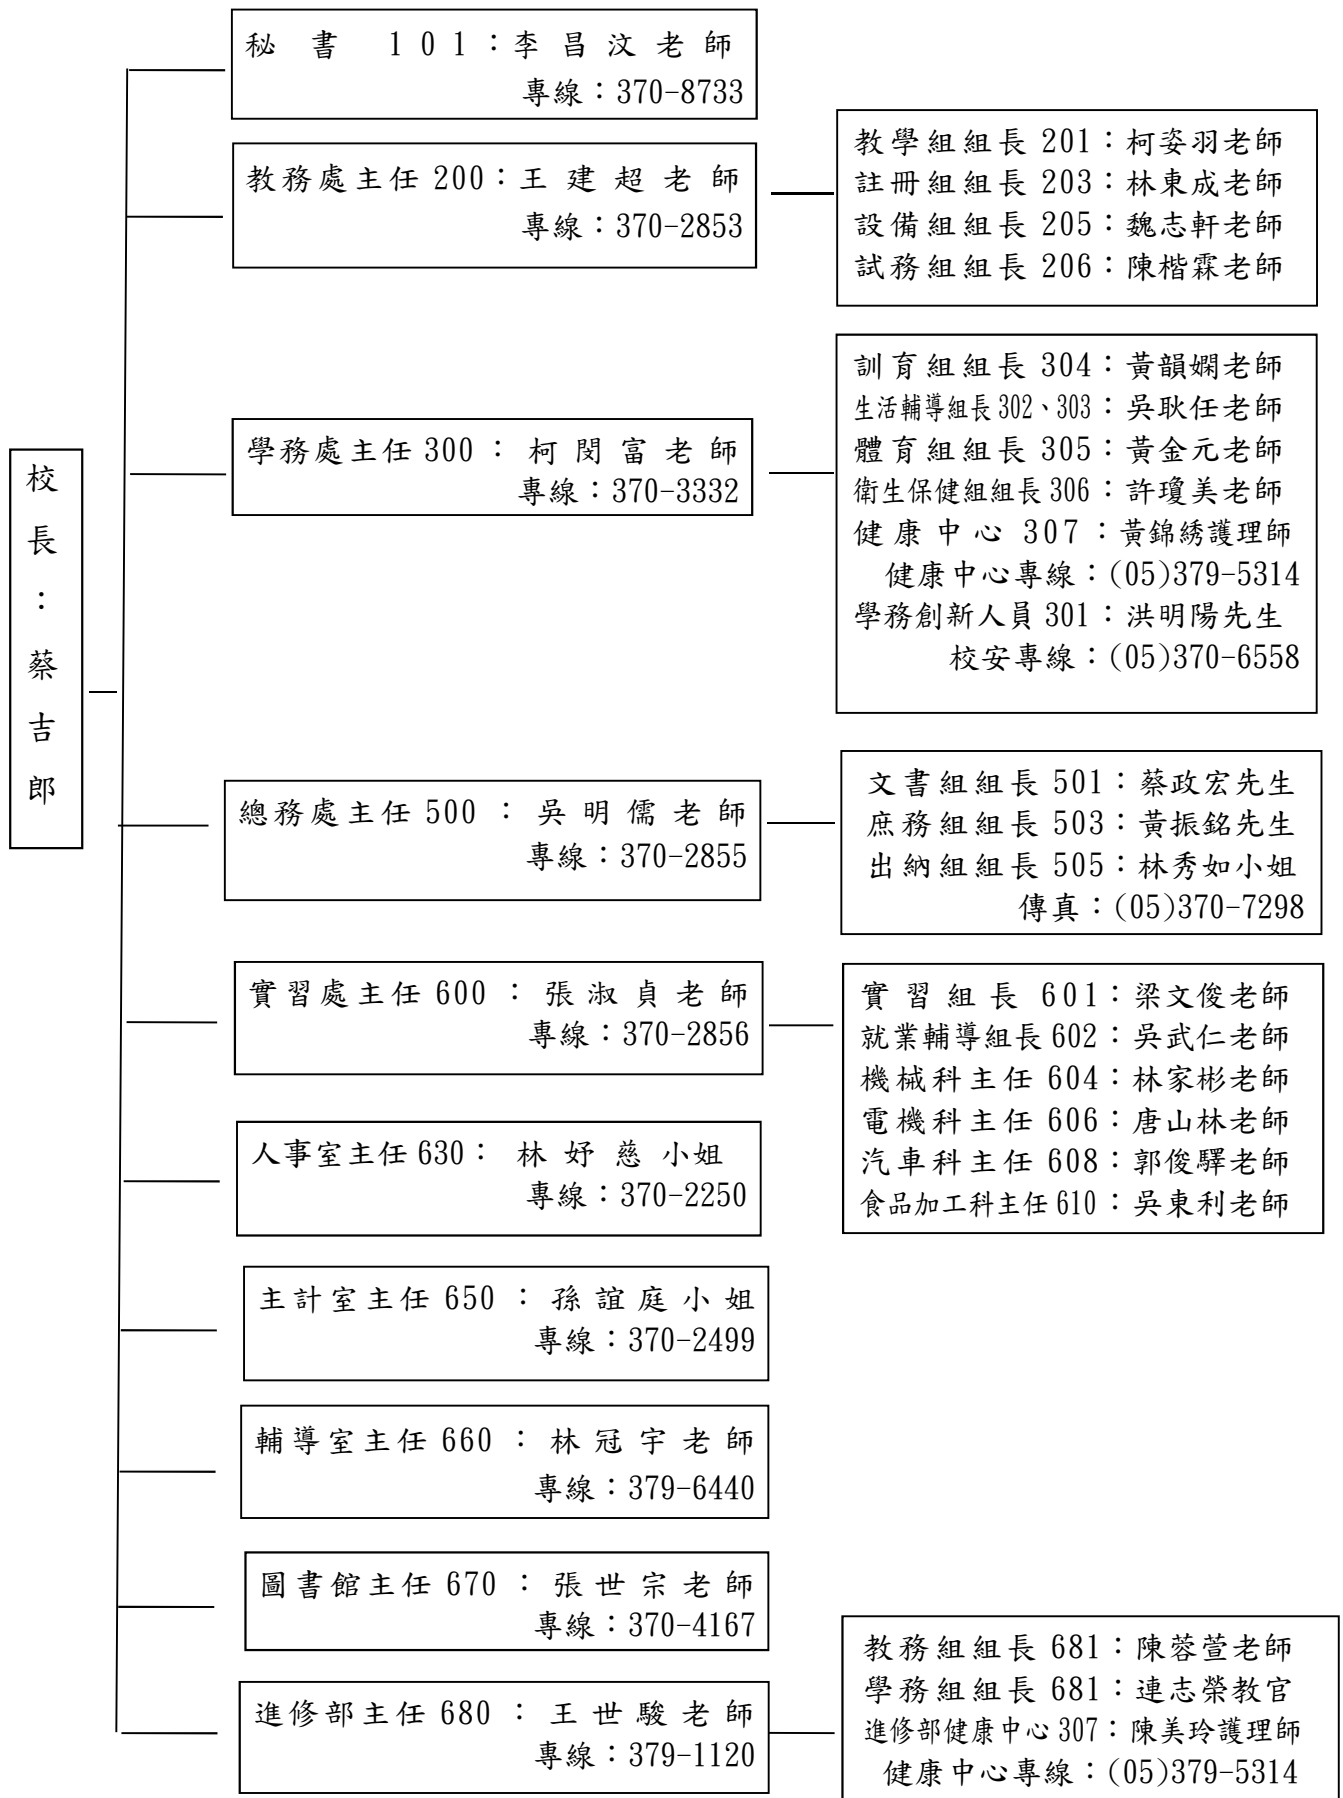 校長：蔡吉郎
秘書 101：李昌汶老師
專線：370-8733
教務處主任 200：王建超老師
專線：370-2853
教學組組長 201：柯姿羽老師
註冊組組長 203：林東成老師
設備組組長 205：魏志軒老師
試務組組長 206：陳楷霖老師
學務處主任 300：柯閔富老師
專線：370-3332
訓育組組長 304：黃韻嫻老師
生活輔導組長 302、303：吳耿任老師
體育組組長 305：黃金元老師
衛生保健組組長 306：許瓊美老師
健康中心 307：黃錦綉護理師
健康中心專線：(05)379-5314
學務創新人員 301：洪明陽先生
校安專線：(05)370-6558
總務處主任 500：吳明儒老師
專線：370-2855
文書組組長 501：蔡政宏先生
庶務組組長 503：黃振銘先生
出納組組長 505：林秀如小姐
傳真：(05)370-7298
實習處主任 600：張淑貞老師
專線：370-2856
實習組長 601：梁文俊老師
就業輔導組長 602：吳武仁老師
機械科主任 604：林家彬老師
電機科主任 606：唐山林老師
汽車科主任 608：郭俊驛老師
食品加工科主任 610：吳東利老師
人事室主任 630：林妤慈小姐
專線：370-2250
主計室主任 650：孫誼庭小姐
專線：370-2499
輔導室主任 660：林冠宇老師
專線：379-6440
圖書館主任 670：張世宗老師
專線：370-4167
進修部主任 680：王世駿老師
專線：379-1120
教務組組長 681：陳蓉萱老師
學務組組長 681：連志榮教官
進修部健康中心 307：陳美玲護理師
健康中心專線：(05)379-5314